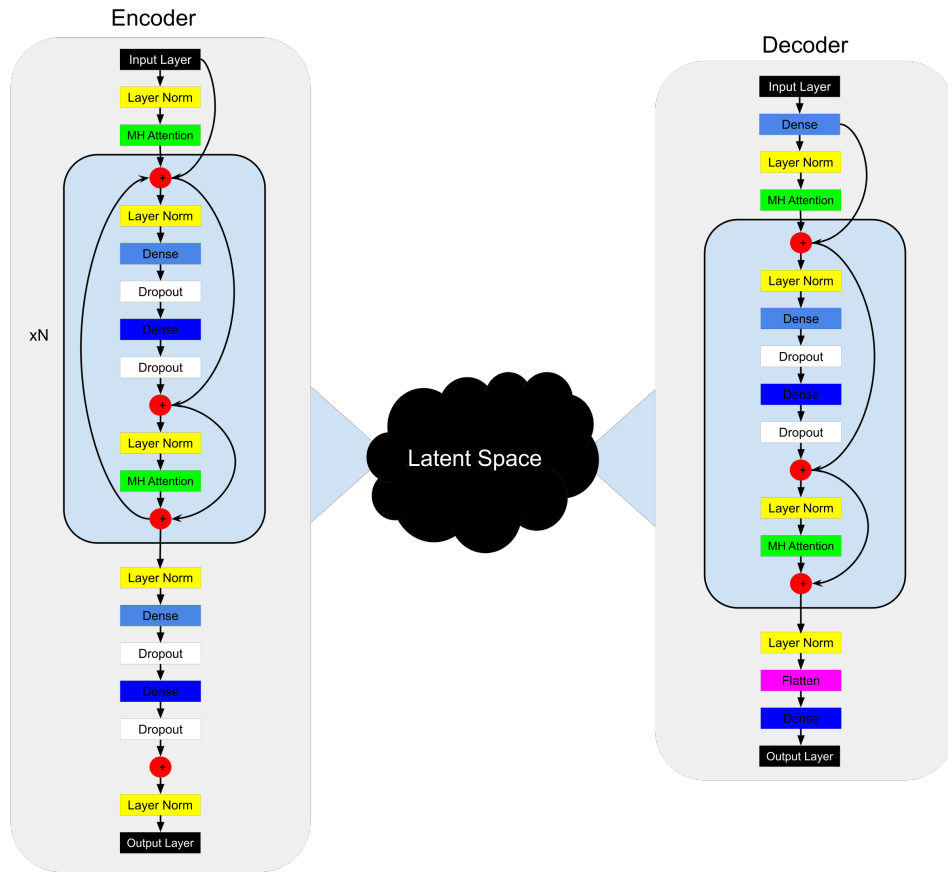 Encoder
Input Layer
Layer Norm
MH Attention
+
Layer Norm
Dense
Dropout
Dense
Dropout
+
Layer Norm
MH Attention
+
xN
Layer Norm
Dense
Dropout
Dense
Dropout
+
Layer Norm
Output Layer
Latent Space
Decoder
Input Layer
Dense
Layer Norm
MH Attention
+
Layer Norm
Dense
Dropout
Dense
Dropout
+
Layer Norm
MH Attention
+
Layer Norm
Flatten
Dense
Output Layer